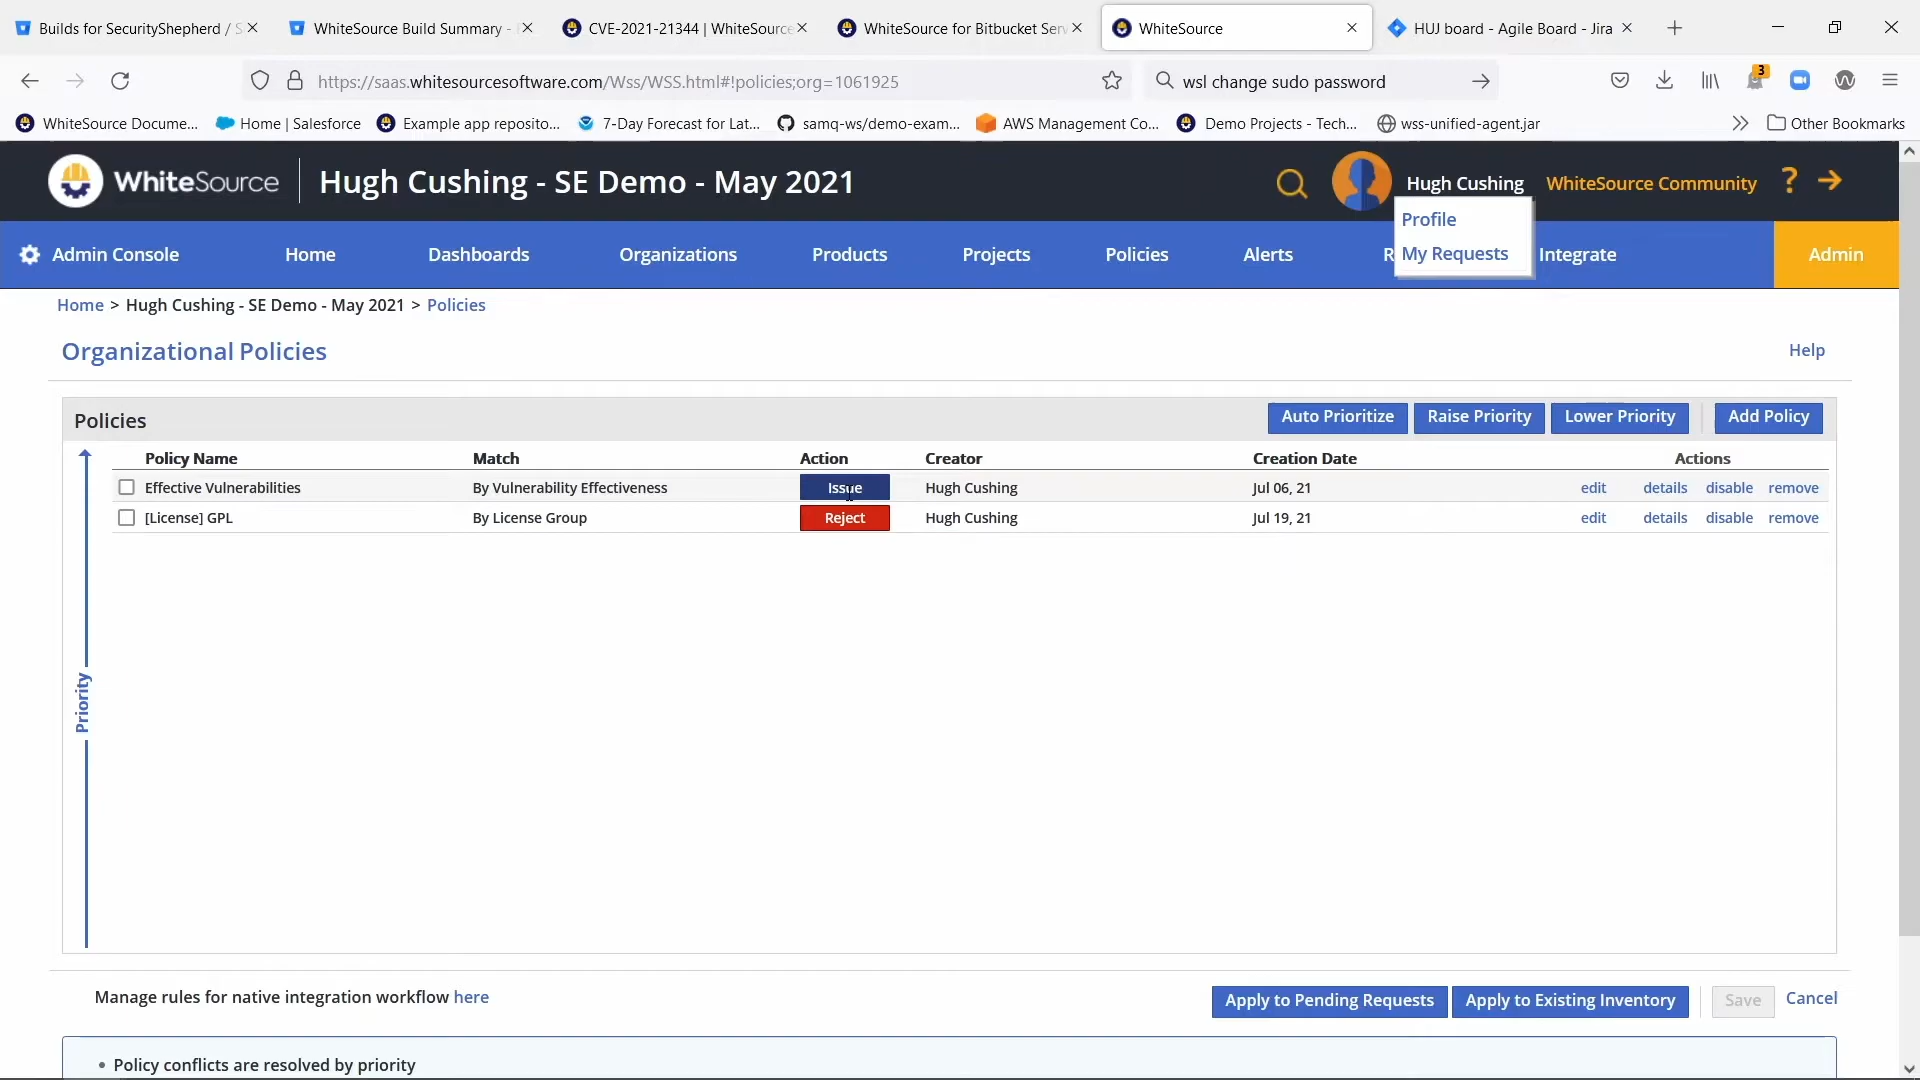 Builds for SecurityShepherd / S
WhiteSource Build Summary -
CVE-2021-21344 | WhiteSource
WhiteSource for Bitbucket Serv
WhiteSource
HUJ board - Agile Board - Jira
https://saas.whitesourcesoftware.com/Wss/WSS.html#!policies;org=1061925
wsl change sudo password
3
WhiteSource Docume...
Home | Salesforce
Example app reposito...
7-Day Forecast for Lat...
samq-ws/demo-exam...
AWS Management Co...
Demo Projects - Tech...
wss-unified-agent.jar
Other Bookmarks
WhiteSource
Hugh Cushing - SE Demo - May 2021
Hugh Cushing
WhiteSource Community
?
Profile
My Requests
Admin Console
Home
Dashboards
Organizations
Products
Projects
Policies
Alerts
R
Integrate
Admin
Home > Hugh Cushing - SE Demo - May 2021 > Policies
Organizational Policies
Help
Policies
Auto Prioritize
Raise Priority
Lower Priority
Add Policy
Policy Name Match Action Creator Creation Date Actions
Effective Vulnerabilities By Vulnerability Effectiveness Issue Hugh Cushing Jul 06, 21 edit details disable remove
[License] GPL By License Group Reject Hugh Cushing Jul 19, 21 edit details disable remove
Priority
Manage rules for native integration workflow here
Apply to Pending Requests
Apply to Existing Inventory
Save
Cancel
• Policy conflicts are resolved by priority